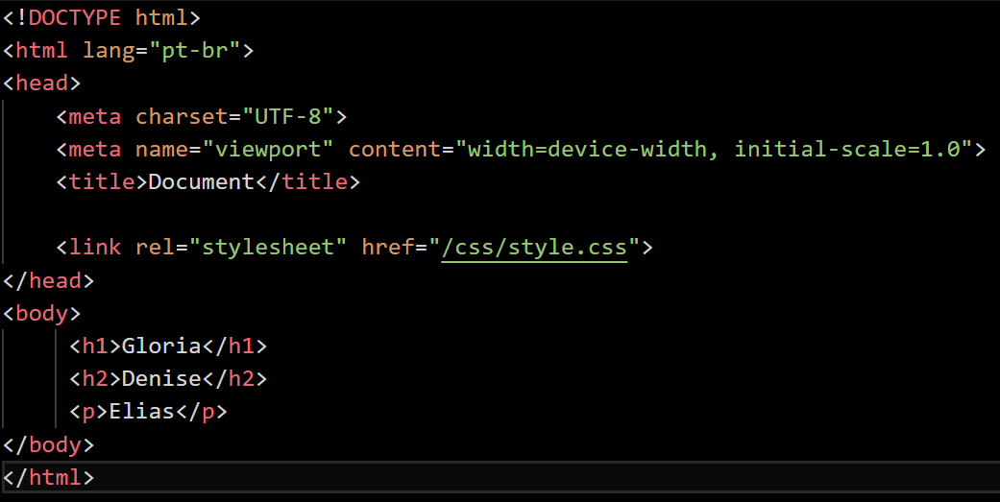 <!DOCTYPE html>
<html lang="pt-br">
<head>
    <meta charset="UTF-8">
    <meta name="viewport" content="width=device-width, initial-scale=1.0">
    <title>Document</title>

    <link rel="stylesheet" href="/css/style.css">
</head>
<body>
     <h1>Gloria</h1>
     <h2>Denise</h2>
     <p>Elias</p>
</body>
</html>